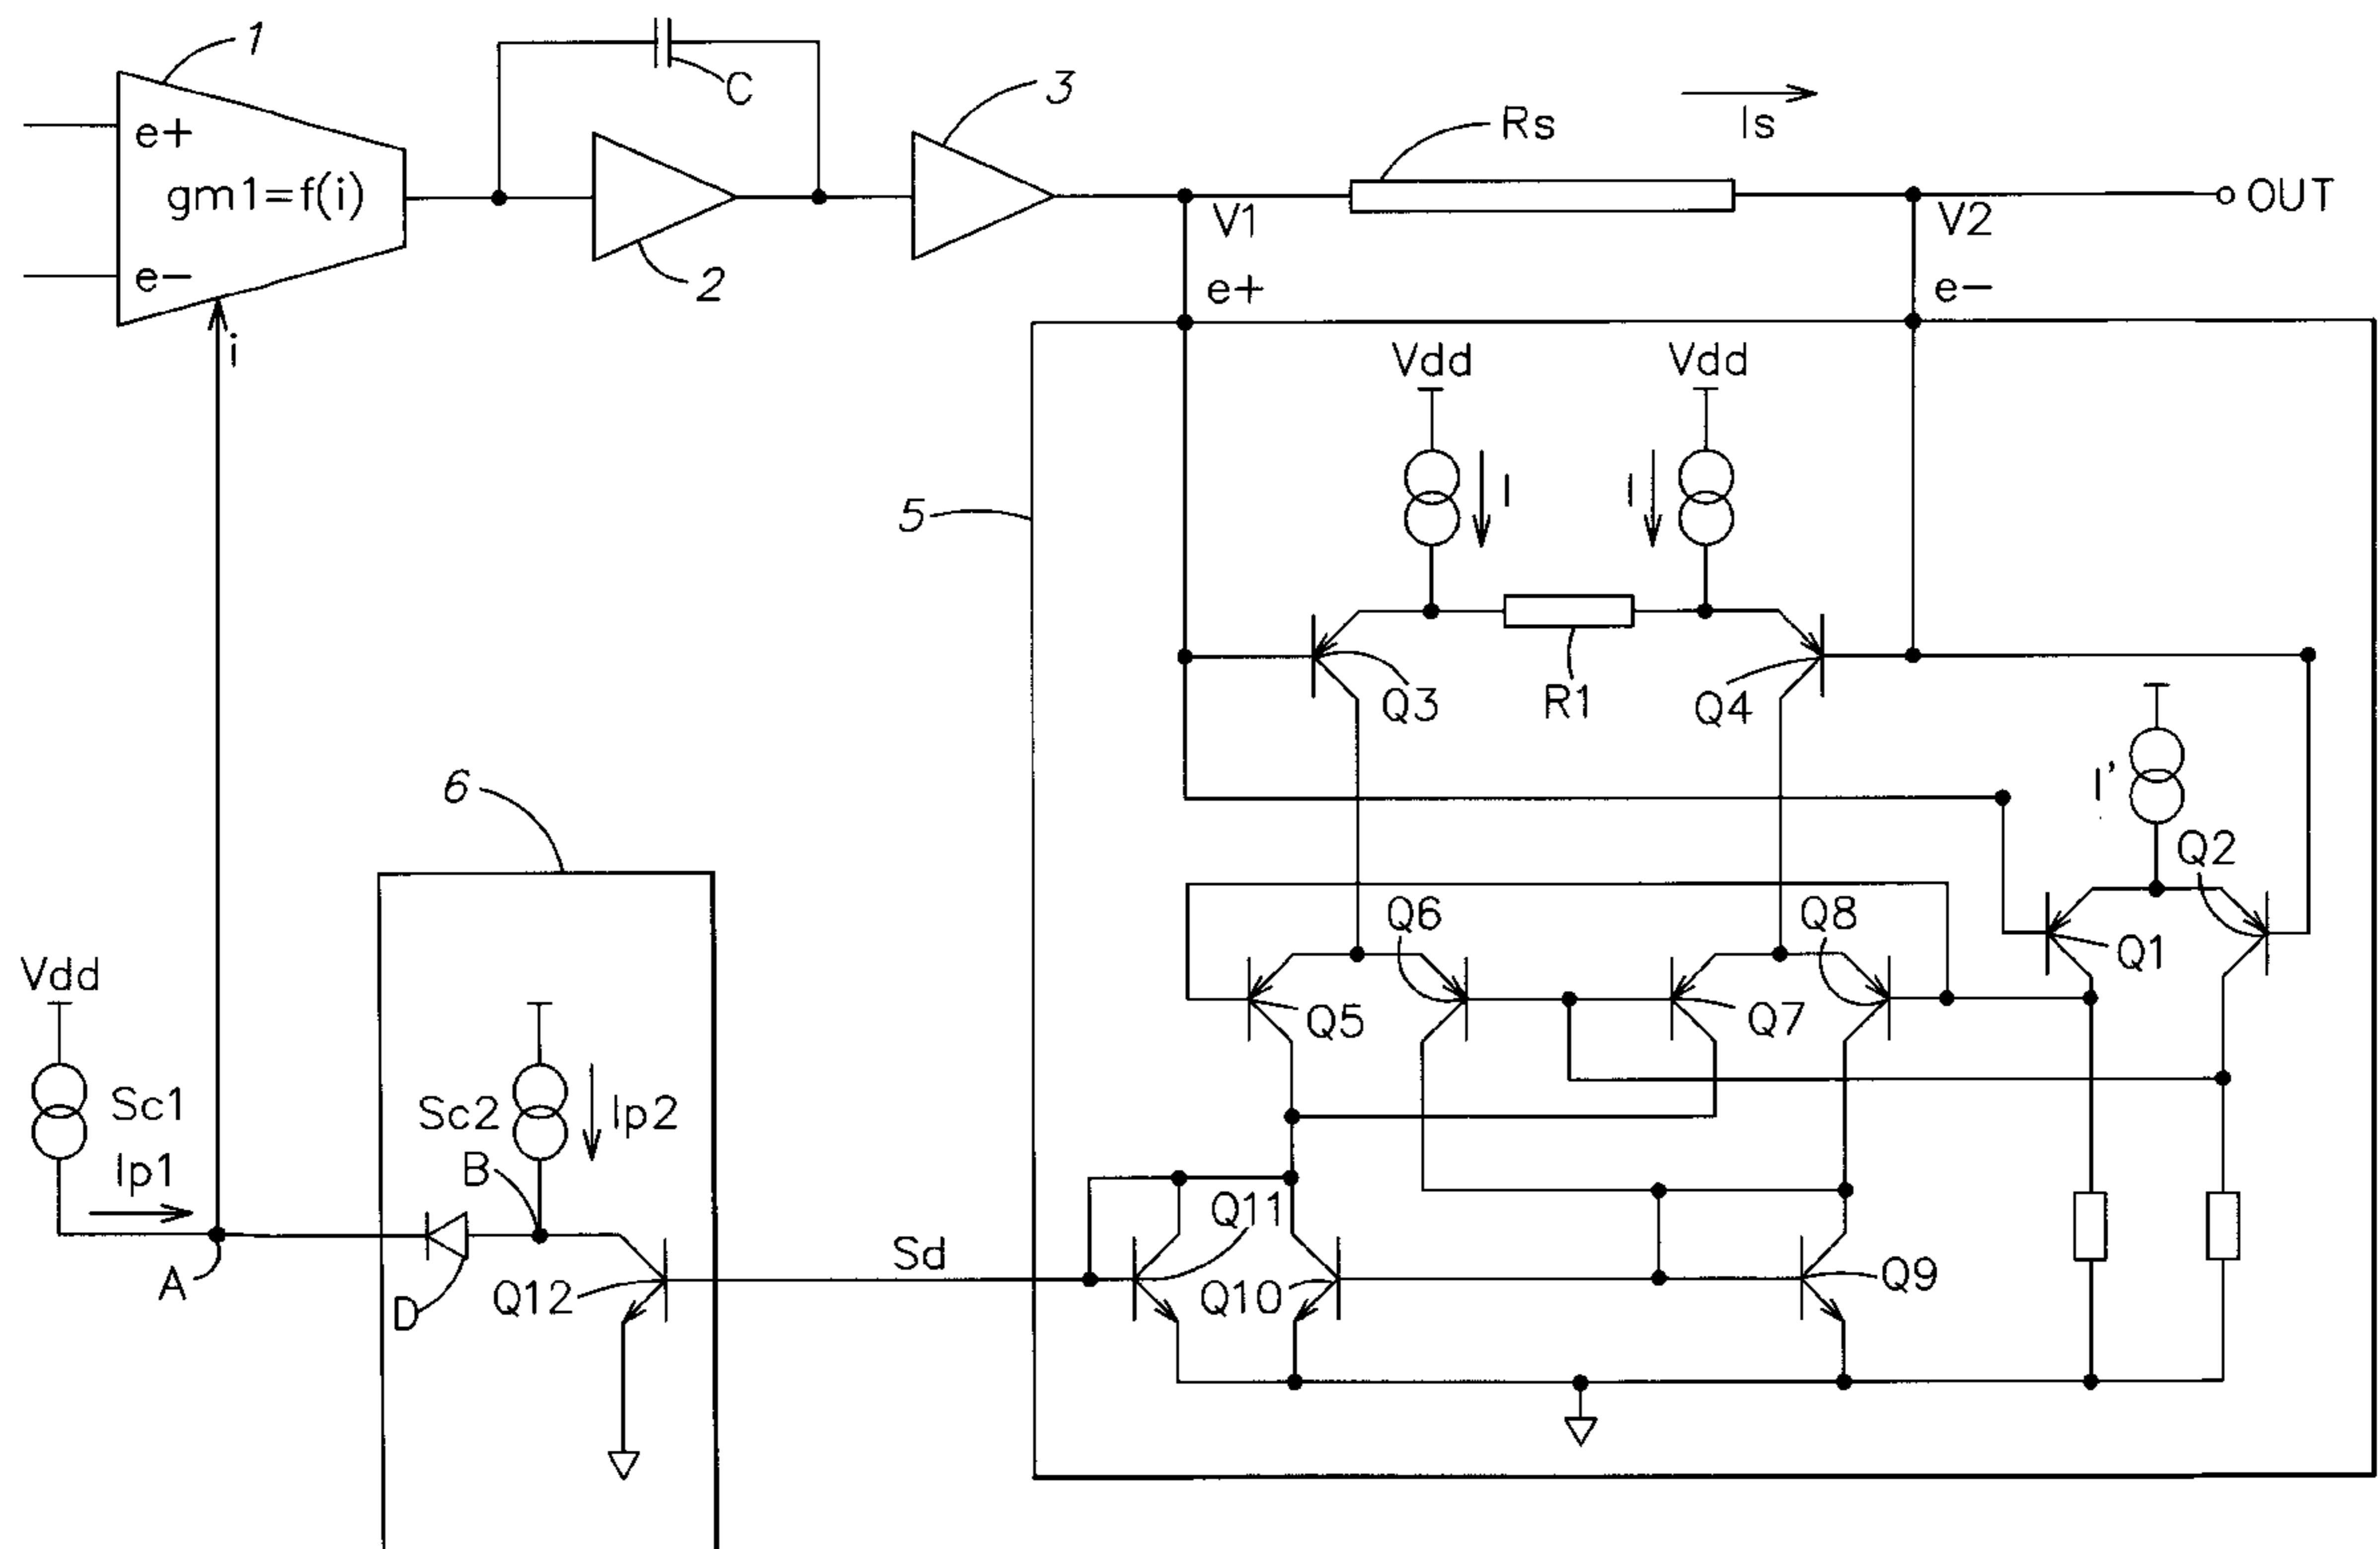 1
C
3
Rs
Is
e+
gm1=f(i)
e−
2
V1
V2
OUT
e+
e−
i
Vdd
Vdd
I
I
5
Q3
R1
Q4
I'
6
Q2
Q6
Q8
Q1
Vdd
Q5
Q7
Sc1
Sc2
Ip2
Ip1
B
Q11
A
D
Q12
Sd
Q10
Q9